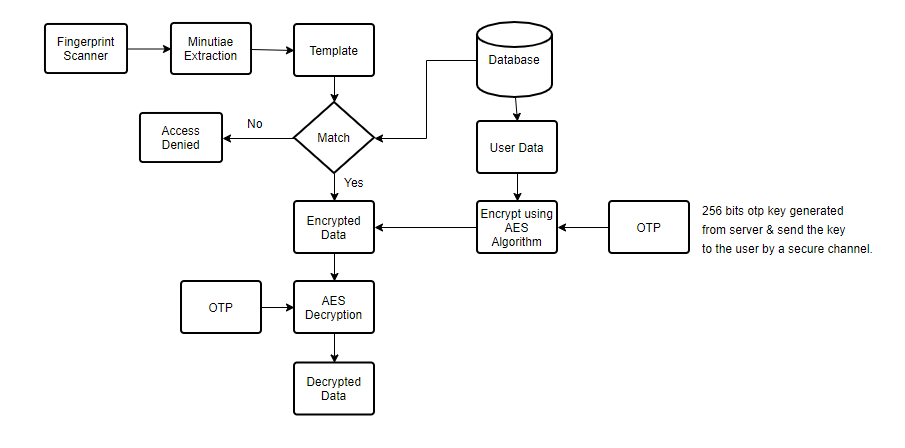 Fingerprint
Scanner
Minutiae
Extraction
Template
Database
Access
Denied
No
Match
User Data
Yes
Encrypted
Data
Encrypt using
AES
Algorithm
OTP
256 bits otp key generated
from server & send the key
to the user by a secure channel.
OTP
AES
Decryption
Decrypted
Data